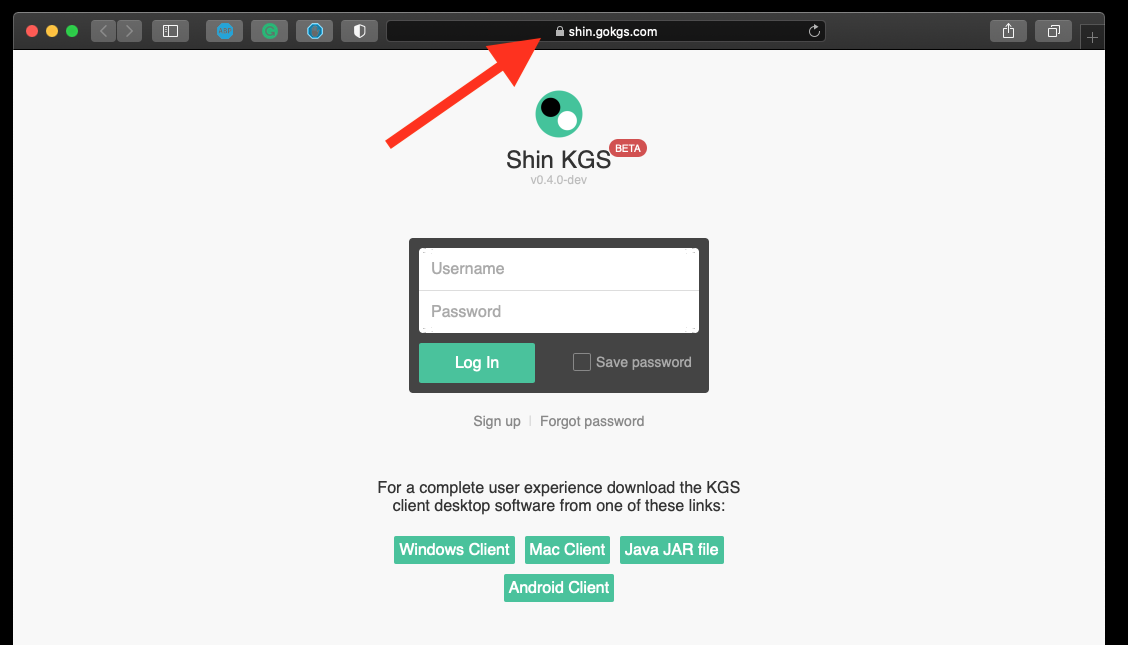 shin.gokgs.com
Shin KGS BETA
v0.4.0-dev
Username
Password
Log In Save password
Sign up Forgot password
For a complete user experience download the KGS
client desktop software from one of these links:
Windows Client Mac Client Java JAR file
Android Client